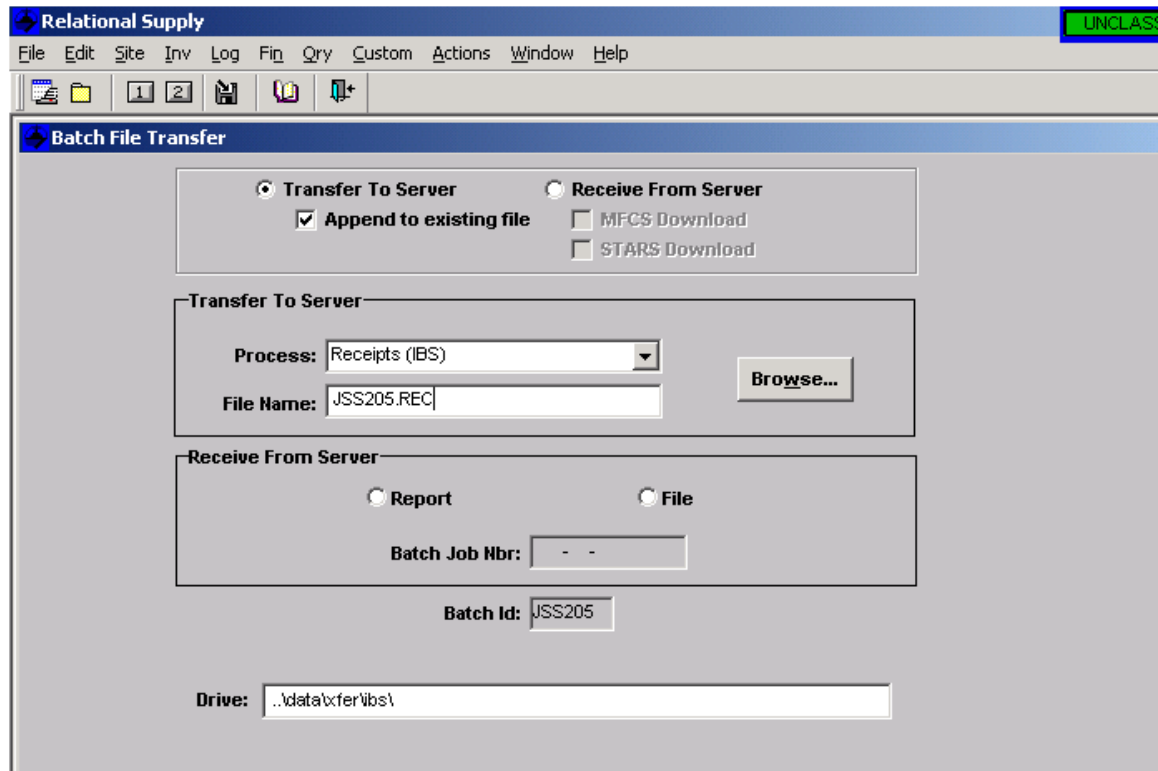 Relational Supply
UNCLASS
File Edit Site Inv Log Fin Qry Custom Actions Window Help
1 2
Batch File Transfer
Transfer To Server Receive From Server
Append to existing file MFCS Download
STARS Download
Transfer To Server
Process: Receipts (IBS)
Browse...
File Name: JSS205.REC
Receive From Server
Report File
Batch Job Nbr: - -
Batch Id: JSS205
Drive: ..\data\xfer\ibs\